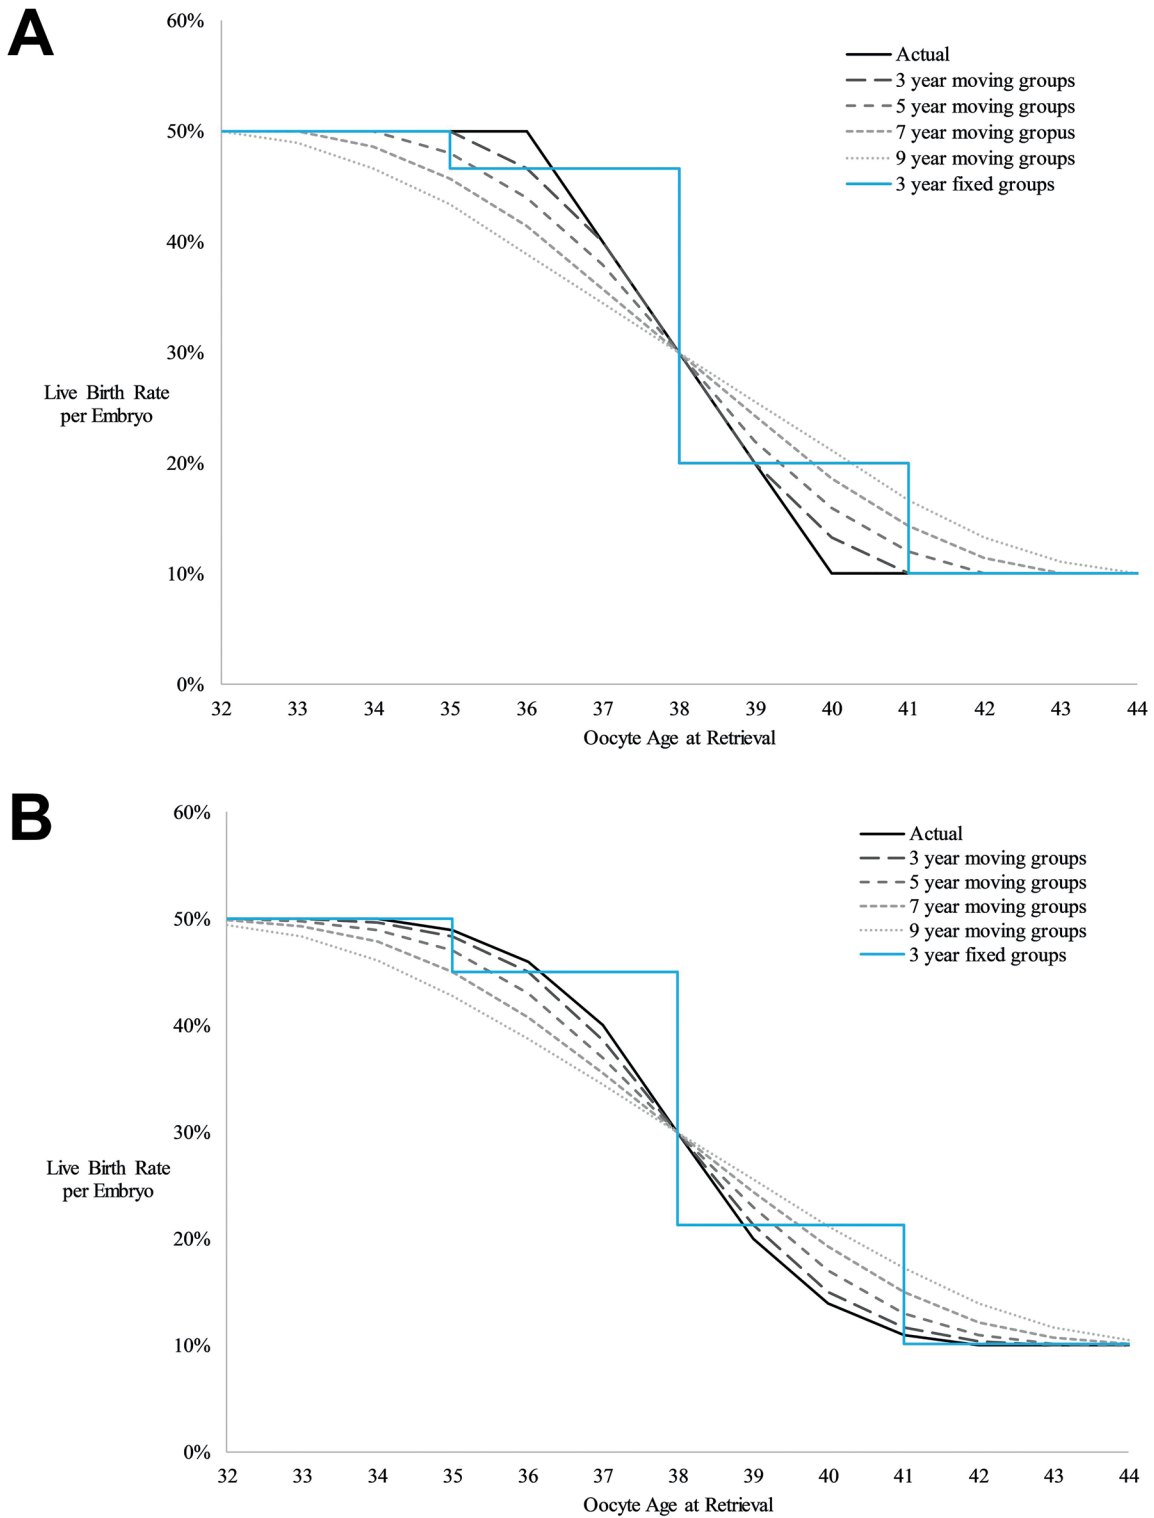 A
60%
50%
40%
30%
20%
10%
0%
Live Birth Rate
per Embryo
Actual
3 year moving groups
5 year moving groups
7 year moving gropus
9 year moving groups
3 year fixed groups
32 33 34 35 36 37 38 39 40 41 42 43 44
Oocyte Age at Retrieval
B
60%
50%
40%
30%
20%
10%
0%
Live Birth Rate
per Embryo
Actual
3 year moving groups
5 year moving groups
7 year moving groups
9 year moving groups
3 year fixed groups
32 33 34 35 36 37 38 39 40 41 42 43 44
Oocyte Age at Retrieval